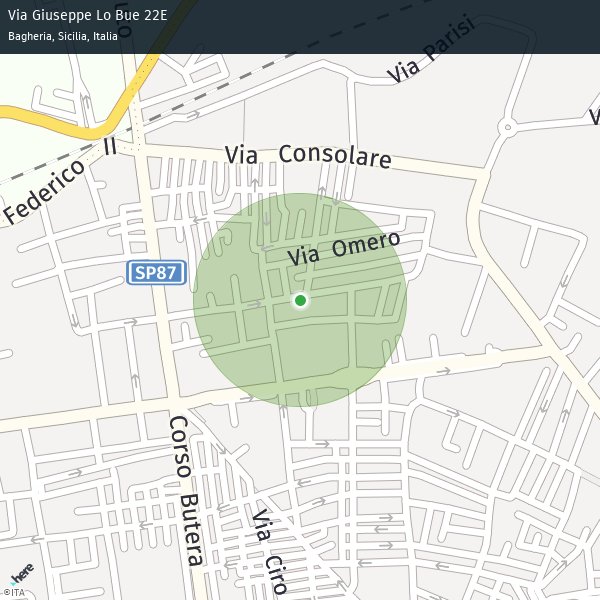 Via Giuseppe Lo Bue 22E
Bagheria, Sicilia, Italia
Via Parisi
Via Consolare
Federico II
Via Omero
SP87
Corso Butera
Via Ciro
here
©ITA